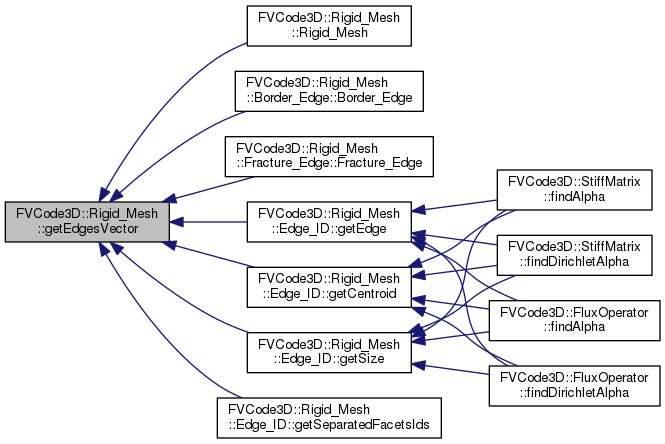 FVCode3D::Rigid_Mesh
::getEdgesVector
FVCode3D::Rigid_Mesh
::Rigid_Mesh
FVCode3D::Rigid_Mesh
::Border_Edge::Border_Edge
FVCode3D::Rigid_Mesh
::Fracture_Edge::Fracture_Edge
FVCode3D::Rigid_Mesh
::Edge_ID::getEdge
FVCode3D::Rigid_Mesh
::Edge_ID::getCentroid
FVCode3D::Rigid_Mesh
::Edge_ID::getSize
FVCode3D::Rigid_Mesh
::Edge_ID::getSeparatedFacetsIds
FVCode3D::StiffMatrix
::findAlpha
FVCode3D::StiffMatrix
::findDirichletAlpha
FVCode3D::FluxOperator
::findAlpha
FVCode3D::FluxOperator
::findDirichletAlpha